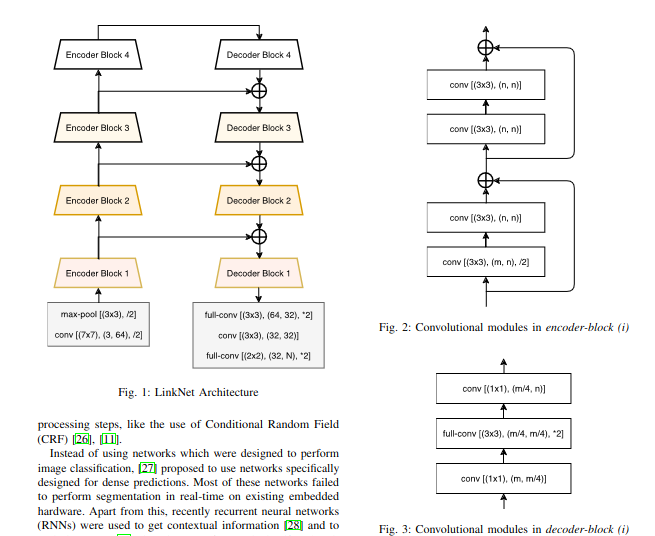 Encoder Block 4
Decoder Block 4
Encoder Block 3
Decoder Block 3
Encoder Block 2
Decoder Block 2
Encoder Block 1
Decoder Block 1
max-pool [(3x3), /2]
conv [(7x7), (3, 64), /2]
full-conv [(3x3), (64, 32), *2]
conv [(3x3), (32, 32)]
full-conv [(2x2), (32, N), *2]
Fig. 1: LinkNet Architecture
processing steps, like the use of Conditional Random Field
(CRF) [26], [11].
Instead of using networks which were designed to perform
image classification, [27] proposed to use networks specifically
designed for dense predictions. Most of these networks failed
to perform segmentation in real-time on existing embedded
hardware. Apart from this, recently recurrent neural networks
(RNNs) were used to get contextual information [28] and to
conv [(3x3), (n, n)]
conv [(3x3), (n, n)]
conv [(3x3), (n, n)]
conv [(3x3), (m, n), /2]
Fig. 2: Convolutional modules in encoder-block (i)
conv [(1x1), (m/4, n)]
full-conv [(3x3), (m/4, m/4), *2]
conv [(1x1), (m, m/4)]
Fig. 3: Convolutional modules in decoder-block (i)